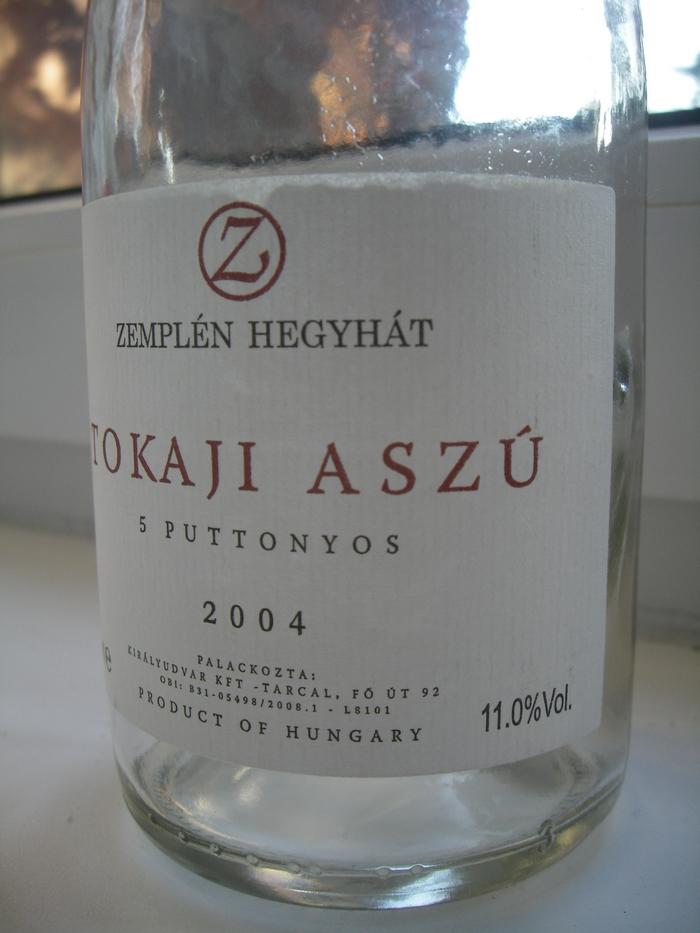 Z
ZEMPLÉN HEGYHÁT
TOKAJI ASZÚ
5 PUTTONYOS
2004
PALACKOZTA:
KIRÁLYUDVAR KFT -TARCAL, FŐ ÚT 92
OBI: B31-05498/2008.1 - L8101
PRODUCT OF HUNGARY
e
11.0%Vol.